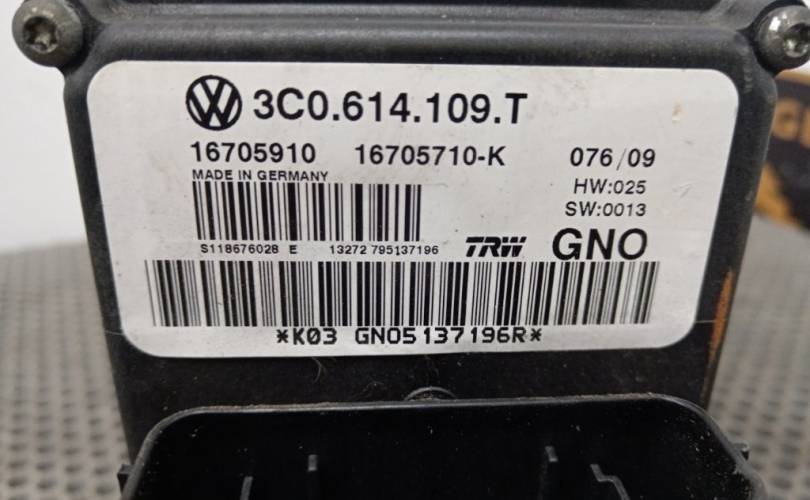 3C0.614.109.T
16705910 16705710-K 076/09
MADE IN GERMANY
HW:025
SW:0013
S118676028 E 13272 795137196 TRW GNO
*K03 GNO5137196R*